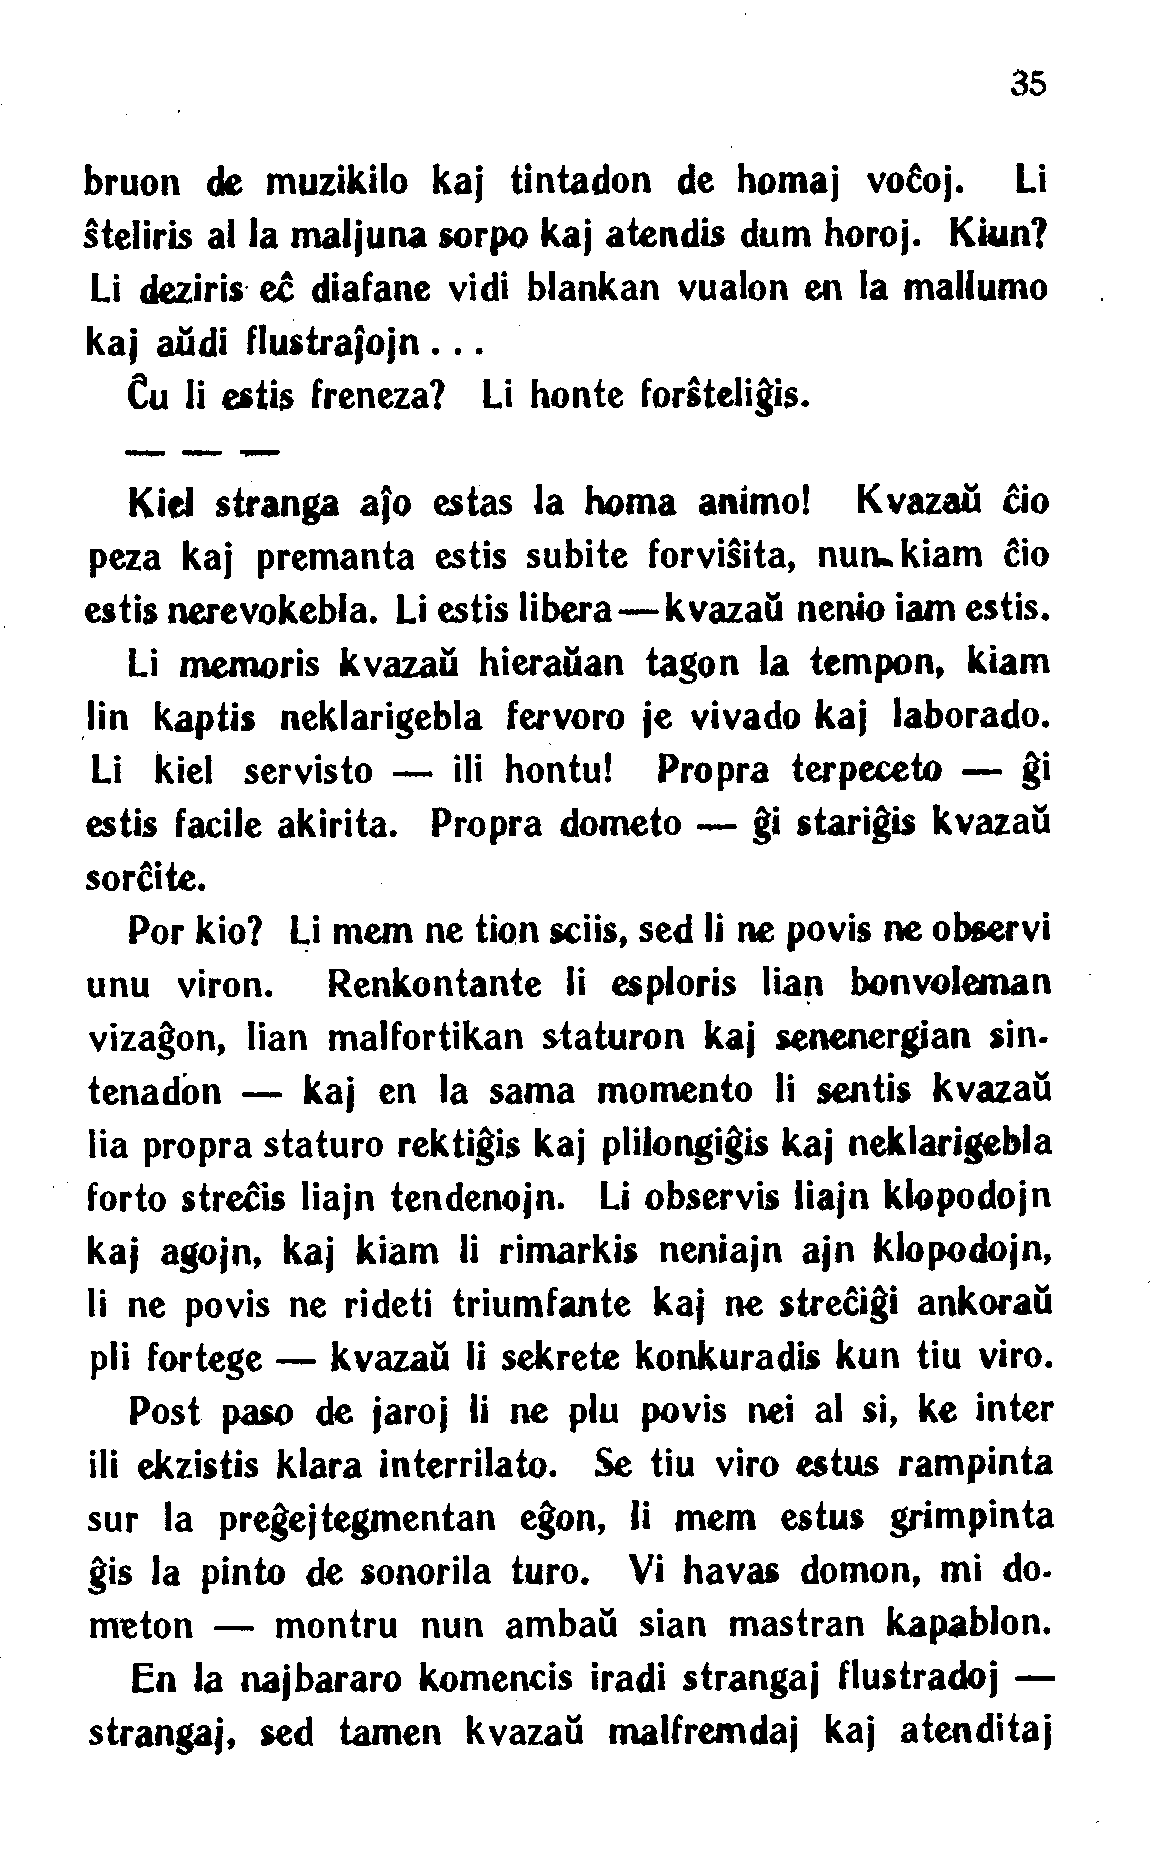 35
bruon de muzikilo kaj tintadon de homaj voĉoj. Li
ŝteliris al la maljuna sorpo kaj atendis dum horoj. Kiun?
Li deziris eĉ diafane vidi blankan vualon en la mallumo
kaj aŭdi flustraĵojn . . .
Ĉu li estis freneza? Li honte forŝteliĝis.
— — —
Kiel stranga aĵo estas la homa animo! Kvazaŭ ĉio
peza kaj premanta estis subite forviŝita, nun, kiam ĉio
estis nerevokebla. Li estis libera — kvazaŭ nenio iam estis.
Li memoris kvazaŭ hieraŭan tagon la tempon, kiam
lin kaptis neklarigebla fervoro je vivado kaj laborado.
Li kiel servisto — ili hontu! Propra terpeceto — ĝi
estis facile akirita. Propra dometo — ĝi stariĝis kvazaŭ
sorĉite.
Por kio? Li mem ne tion sciis, sed li ne povis ne observi
unu viron. Renkontante li esploris lian bonvoleman
vizaĝon, lian malfortikan staturon kaj senenergian sin-
tenadon — kaj en la sama momento li sentis kvazaŭ
lia propra staturo rektiĝis kaj plilongiĝis kaj neklarigebla
forto streĉis liajn tendenojn. Li observis liajn klopodojn
kaj agojn, kaj kiam li rimarkis neniajn ajn klopodojn,
li ne povis ne rideti triumfante kaj ne streĉiĝi ankoraŭ
pli fortege — kvazaŭ li sekrete konkuradis kun tiu viro.
Post paso de jaroj li ne plu povis nei al si, ke inter
ili ekzistis klara interrilato. Se tiu viro estus rampinta
sur la preĝejtegmentan eĝon, li mem estus grimpinta
ĝis la pinto de sonorila turo. Vi havas domon, mi do-
meton — montru nun ambaŭ sian mastran kapablon.
En la najbararo komencis iradi strangaj flustradoj —
strangaj, sed tamen kvazaŭ malfremdaj kaj atenditaj